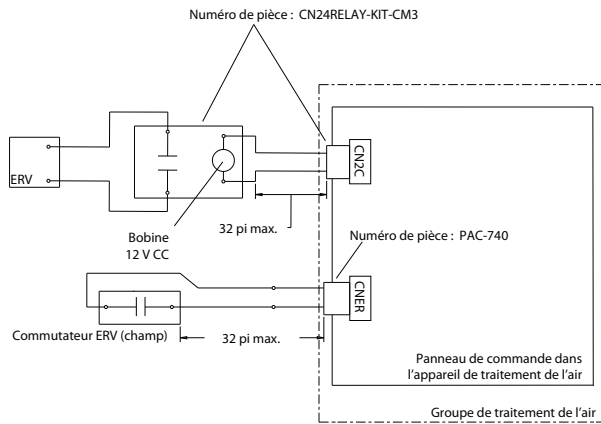 Numéro de pièce : CN24RELAY-KIT-CM3
CN2C
ERV
Bobine
12 V CC
32 pi max.
Numéro de pièce : PAC-740
CNER
Commutateur ERV (champ)
32 pi max.
Panneau de commande dans
l'appareil de traitement de l'air
Groupe de traitement de l'air